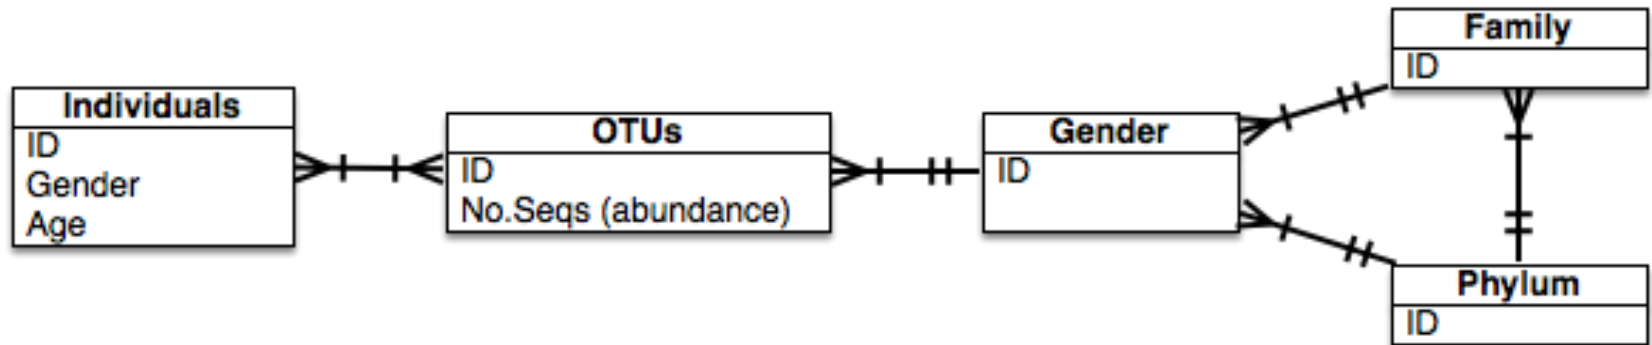 Individuals
ID
Gender
Age
OTUs
ID
No.Seqs (abundance)
Gender
ID
Family
ID
Phylum
ID